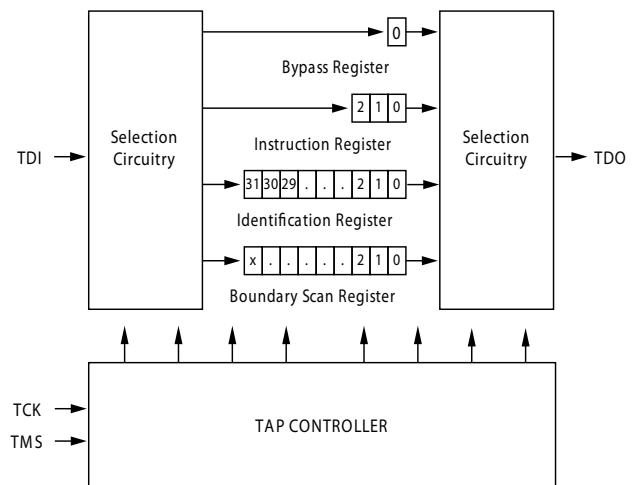 0
Bypass Register
2 1 0
Selection
Circuitry
Selection
Circuitry
TDI
TDO
Instruction Register
31 30 29 . . . 2 1 0
Identification Register
x . . . . . 2 1 0
Boundary Scan Register
TCK
TMS
TAP CONTROLLER